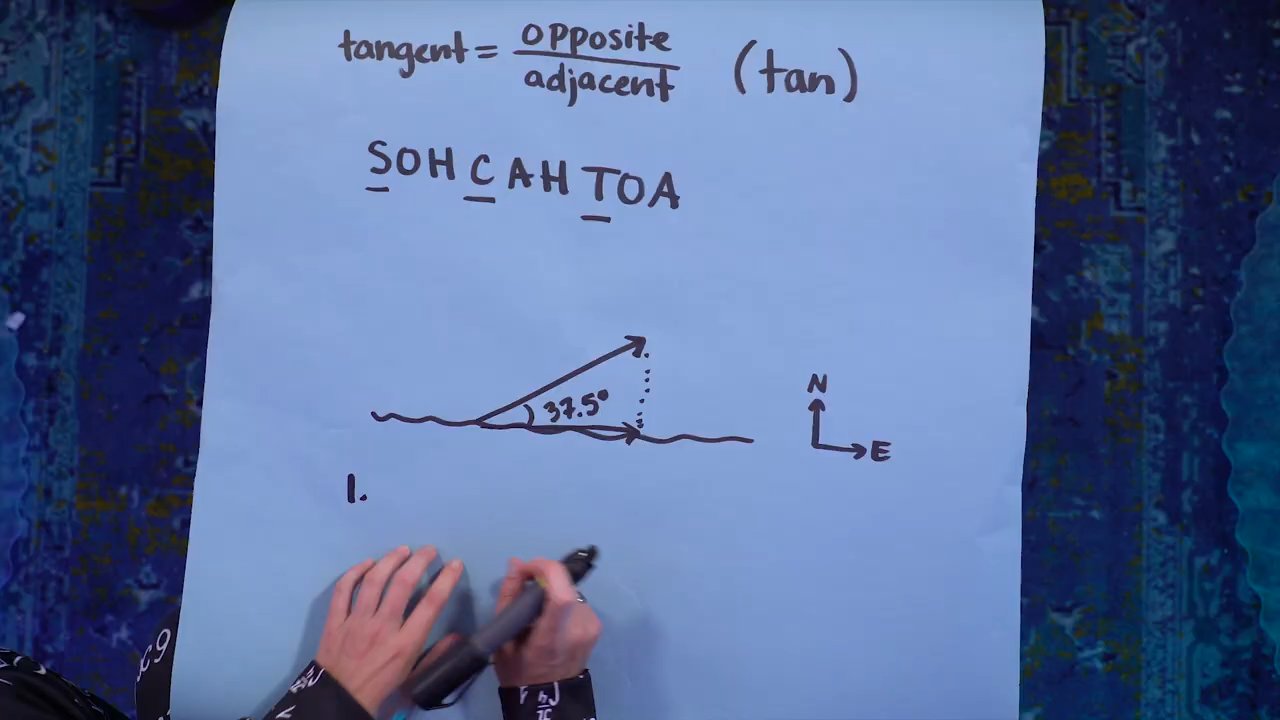 tangent = opposite / adjacent (tan)
SOH CAH TOA
37.5°
N
E
1.